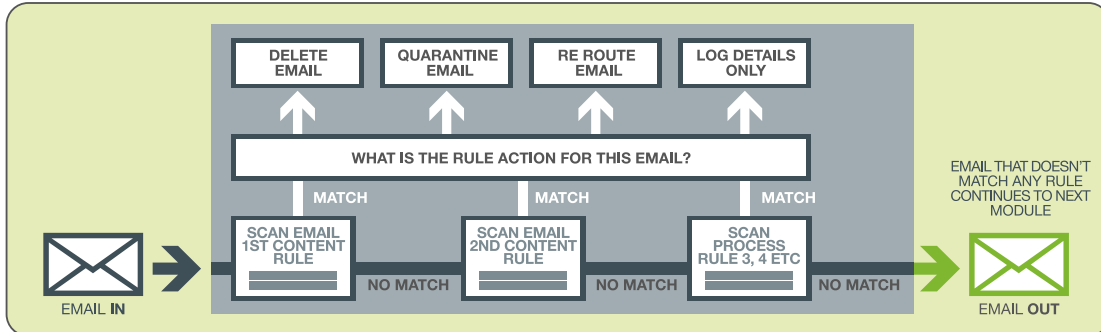 DELETE
EMAIL
QUARANTINE
EMAIL
RE ROUTE
EMAIL
LOG DETAILS
ONLY
WHAT IS THE RULE ACTION FOR THIS EMAIL?
MATCH
MATCH
MATCH
SCAN EMAIL
1ST CONTENT
RULE
NO MATCH
SCAN EMAIL
2ND CONTENT
RULE
NO MATCH
SCAN
PROCESS
RULE 3, 4 ETC
NO MATCH
EMAIL THAT DOESN'T
MATCH ANY RULE
CONTINUES TO NEXT
MODULE
EMAIL IN
EMAIL OUT